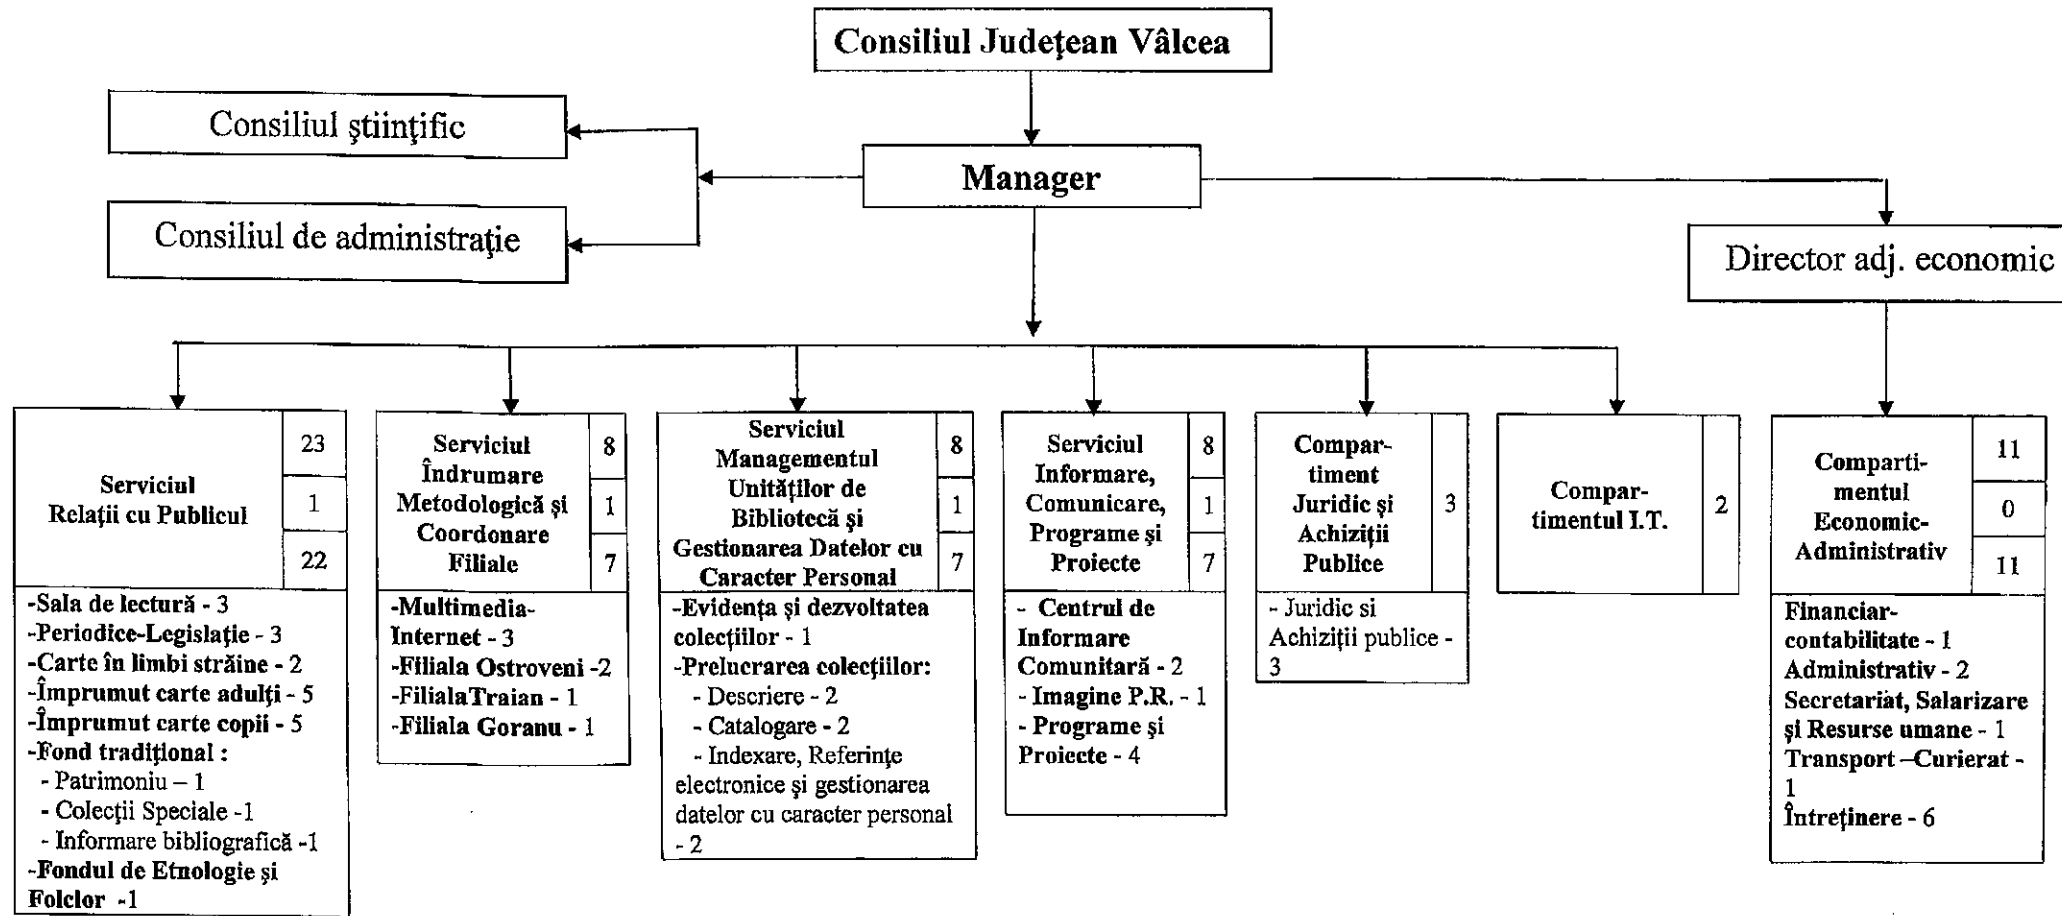 Consiliul Judeţean Vâlcea
Consiliul ştiinţific
Manager
Consiliul de administraţie
Director adj. economic
Serviciul
Relaţii cu Publicul
23
1
22
-Sala de lectură - 3
-Periodice-Legislaţie - 3
-Carte în limbi străine - 2
-Împrumut carte adulţi - 5
-Împrumut carte copii - 5
-Fond tradiţional :
- Patrimoniu – 1
- Colecţii Speciale -1
- Informare bibliografică -1
-Fondul de Etnologie şi
Folclor -1
Serviciul
Îndrumare
Metodologică şi
Coordonare
Filiale
8
1
7
-Multimedia-
Internet - 3
-Filiala Ostroveni -2
-FilialaTraian - 1
-Filiala Goranu - 1
Serviciul
Managementul
Unităţilor de
Bibliotecă şi
Gestionarea Datelor cu
Caracter Personal
8
1
7
-Evidenţa şi dezvoltatea
colecţiilor - 1
-Prelucrarea colecţiilor:
- Descriere - 2
- Catalogare - 2
- Indexare, Referinţe
electronice şi gestionarea
datelor cu caracter personal
- 2
Serviciul
Informare,
Comunicare,
Programe şi
Proiecte
8
1
7
- Centrul de
Informare
Comunitară - 2
- Imagine P.R. - 1
- Programe şi
Proiecte - 4
Compar-
timent
Juridic şi
Achiziţii
Publice
3
- Juridic si
Achiziţii publice -
3
Compar-
timentul I.T.
2
Comparti-
mentul
Economic-
Administrativ
11
0
11
Financiar-
contabilitate - 1
Administrativ - 2
Secretariat, Salarizare
şi Resurse umane - 1
Transport –Curierat -
1
Întreţinere - 6